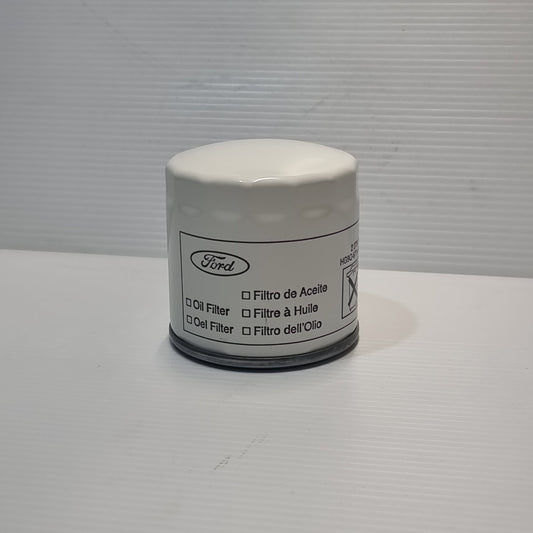 Ford
Oil Filter
Oel Filter
Filtro de Aceite
Filtre à Huile
Filtro dell'Olio